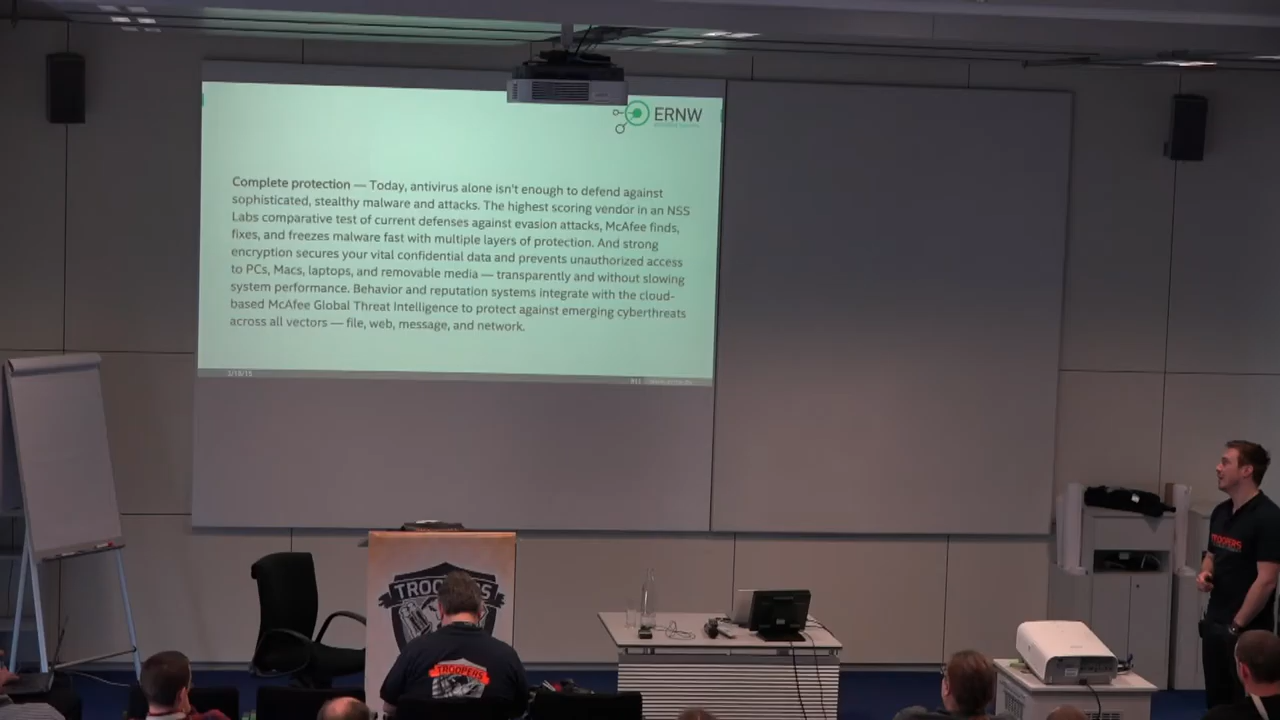 ERNW
Complete protection — Today, antivirus alone isn't enough to defend against
sophisticated, stealthy malware and attacks. The highest scoring vendor in an NSS
Labs comparative test of current defenses against evasion attacks, McAfee finds,
fixes, and freezes malware fast with multiple layers of protection. And strong
encryption secures your vital confidential data and prevents unauthorized access
to PCs, Macs, laptops, and removable media — transparently and without slowing
system performance. Behavior and reputation systems integrate with the cloud-
based McAfee Global Threat Intelligence to protect against emerging cyberthreats
across all vectors — file, web, message, and network.
TROOPERS
TROOPERS